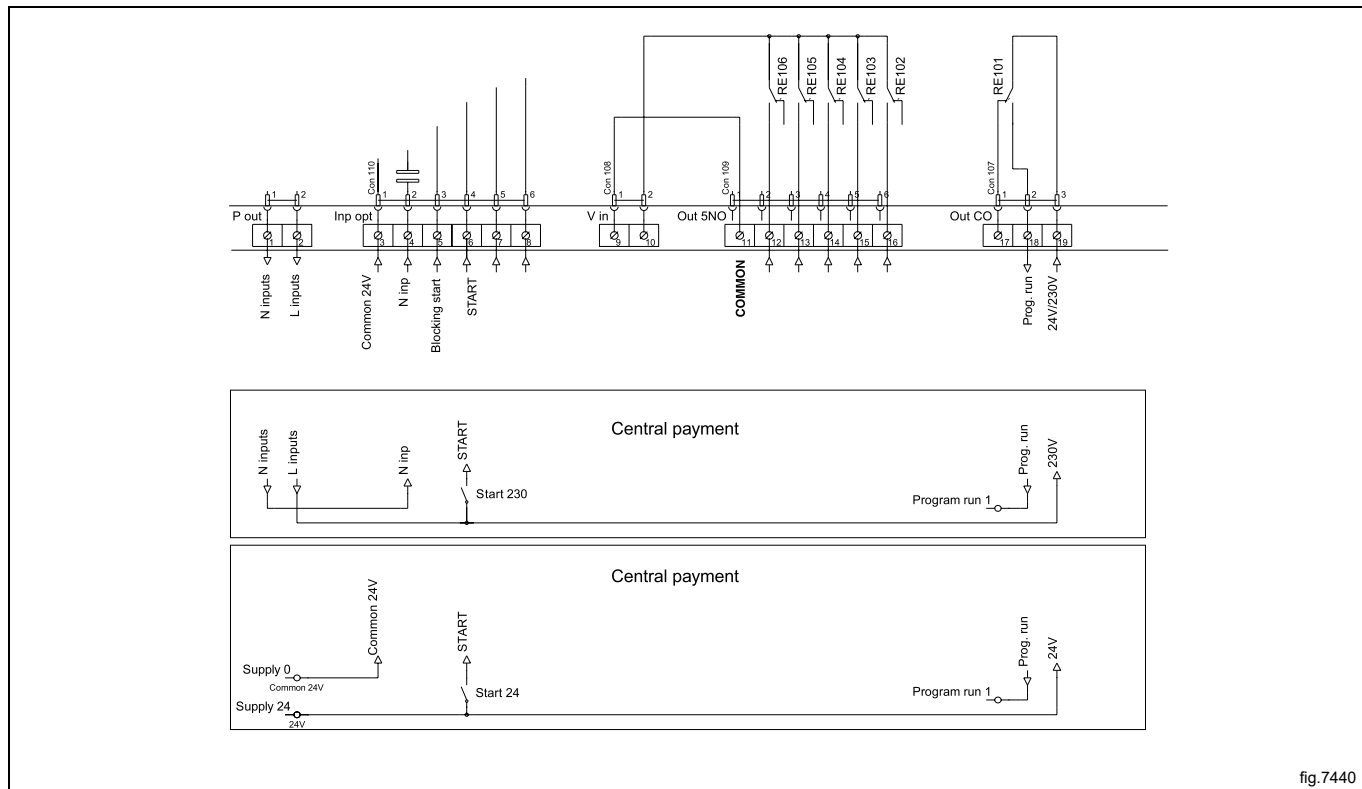 RE106 RE105 RE104 RE103 RE102 RE101
Con 110 Con 108 Con 109 Con 107
1 2 1 2 3 4 5 6 1 2 1 2 3 4 5 6 1 2 3
P out Inp opt V in Out 5NO Out CO
1 2 3 4 5 6 7 8 9 10 11 12 13 14 15 16 17 18 19
N inputs
L inputs
Common 24V
N inp
Blocking start
START
COMMON
Prog. run
24V/230V
Central payment
N inputs
L inputs
N inp
START
Start 230
Program run 1
Prog. run
230V
Central payment
Supply 0
Common 24V
Supply 24
24V
Common 24V
START
Start 24
Program run 1
Prog. run
24V
fig.7440